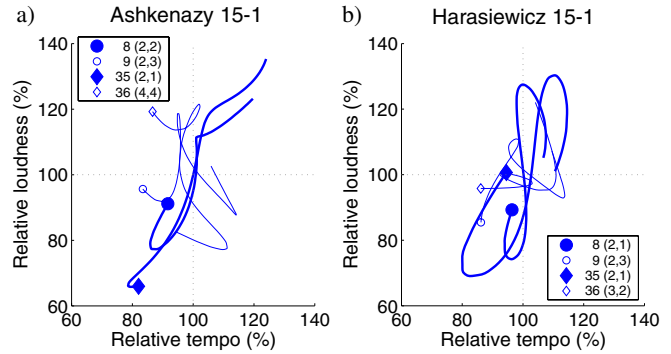 a) Ashkenazy 15-1
140
120
100
80
60
60 80 100 120 140
Relative loudness (%)
Relative tempo (%)
8 (2,2)
9 (2,3)
35 (2,1)
36 (4,4)
b) Harasiewicz 15-1
140
120
100
80
60
60 80 100 120 140
Relative loudness (%)
Relative tempo (%)
8 (2,1)
9 (2,3)
35 (2,1)
36 (3,2)